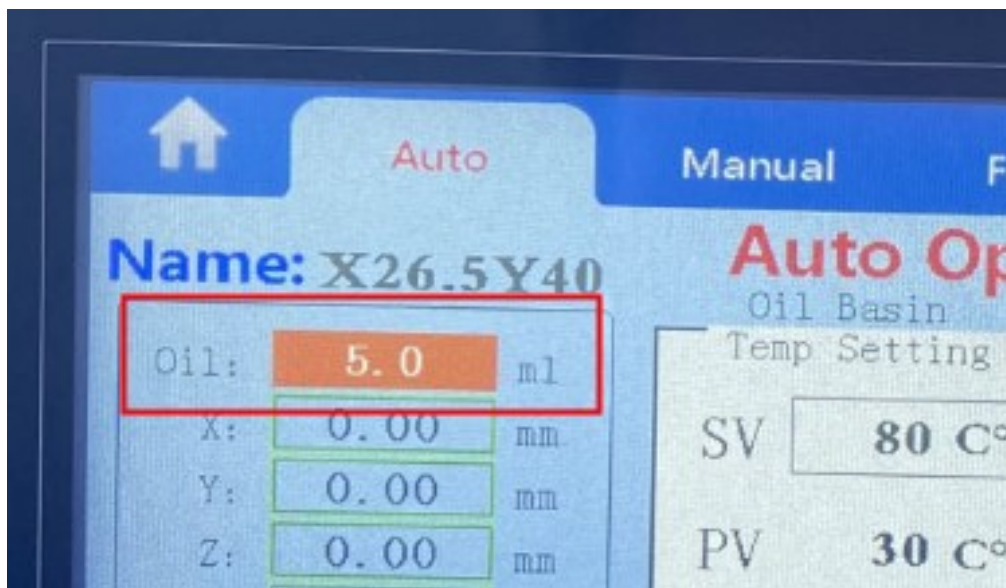 Auto Manual
Name: X26.5Y40
Auto
Oil Basin
Temp Setting
Oil: 5.0 ml
X: 0.00 mm
Y: 0.00 mm
Z: 0.00 mm
SV 80 C°
PV 30 C°